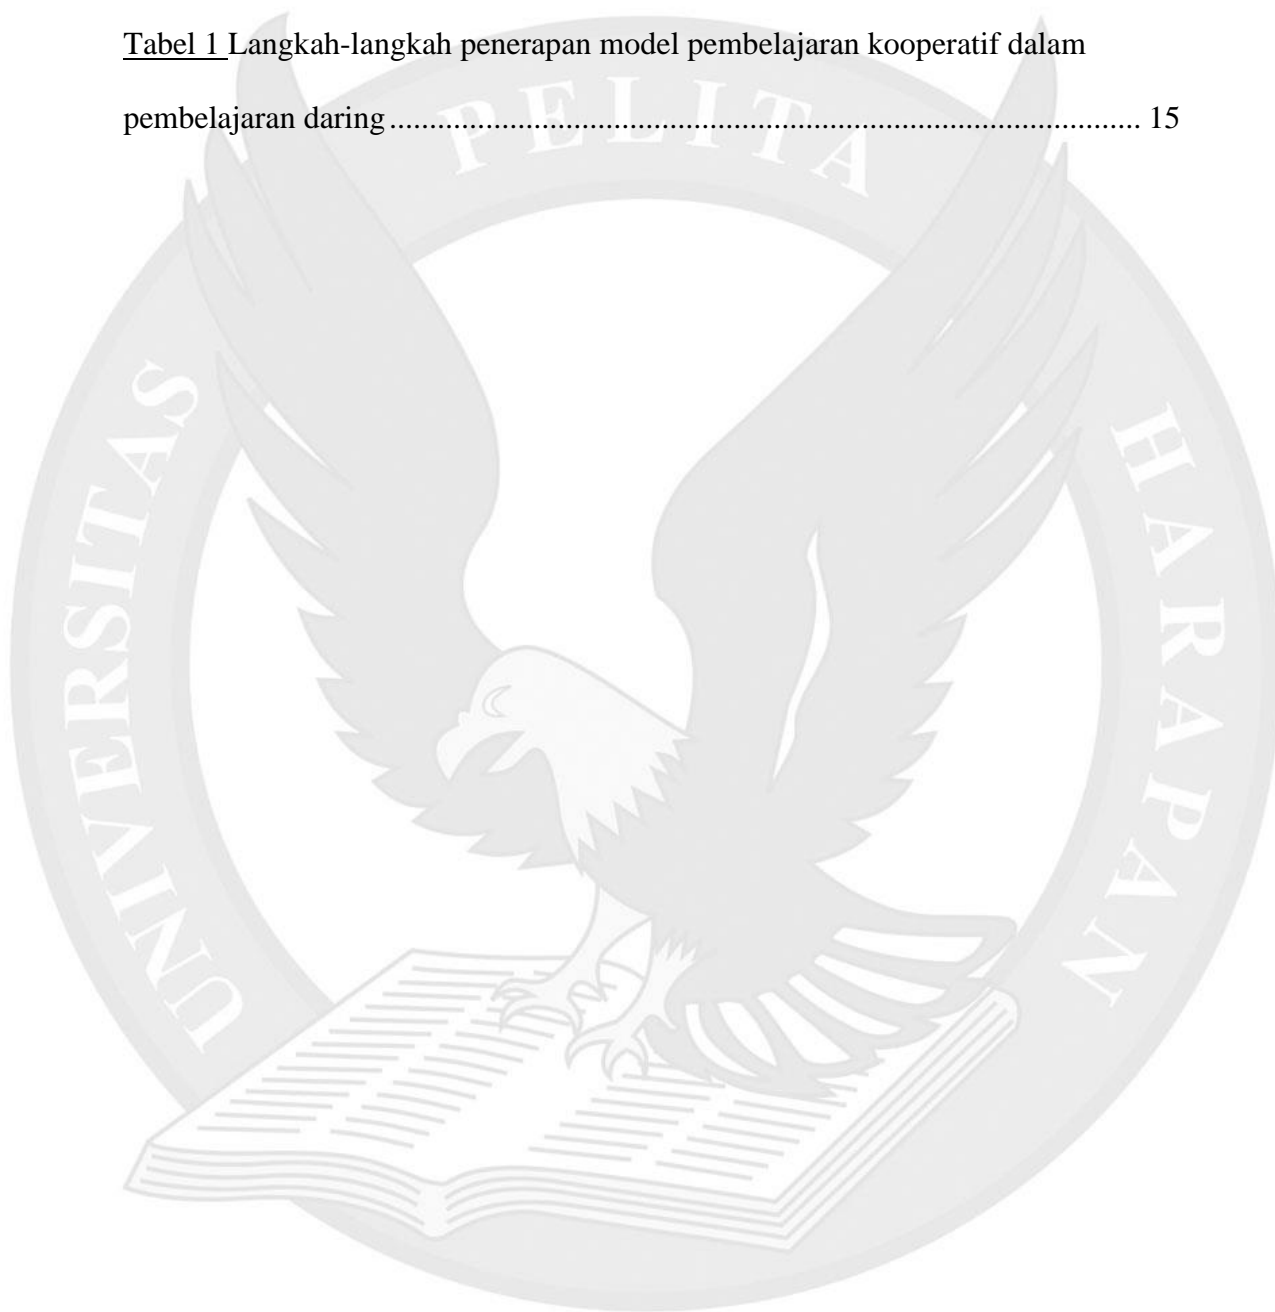 Tabel 1 Langkah-langkah penerapan model pembelajaran kooperatif dalam
pembelajaran daring ................................................................................................ 15
UNIVERSITAS
PELITA
HARAPAN